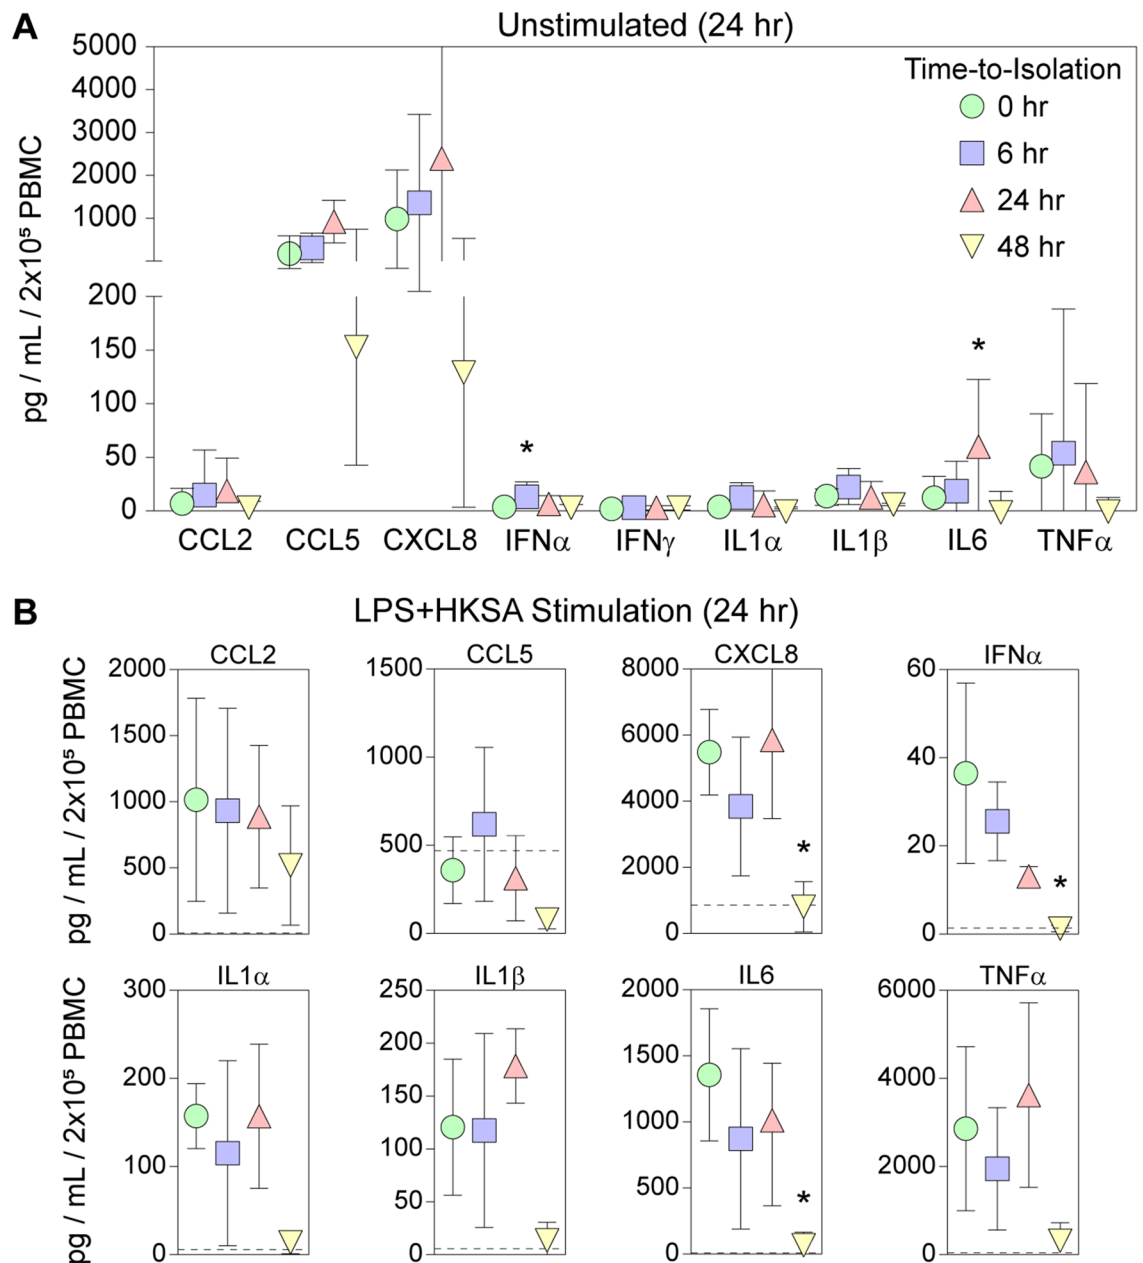 A
Unstimulated (24 hr)
pg / mL / 2x10⁵ PBMC
5000
4000
3000
2000
1000
200
150
100
50
0
Time-to-Isolation
0 hr
6 hr
24 hr
48 hr
*
*
CCL2 CCL5 CXCL8 IFNα IFNγ IL1α IL1β IL6 TNFα
B
LPS+HKSA Stimulation (24 hr)
pg / mL / 2x10⁵ PBMC
CCL2
2000
1500
1000
500
0
CCL5
1500
1000
500
0
CXCL8
8000
6000
4000
2000
0
*
IFNα
60
40
20
0
*
pg / mL / 2x10⁵ PBMC
IL1α
300
200
100
0
IL1β
250
200
150
100
50
0
IL6
2000
1500
1000
500
0
*
TNFα
6000
4000
2000
0